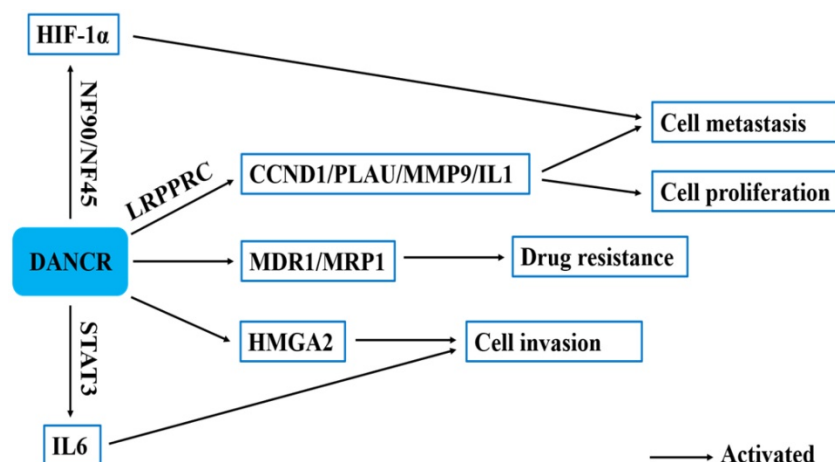 HIF-1α
NF90/NF45
Cell metastasis
LRPPRC
CCND1/PLAU/MMP9/IL1
Cell proliferation
DANCR
MDR1/MRP1
Drug resistance
STAT3
HMGA2
Cell invasion
IL6
Activated